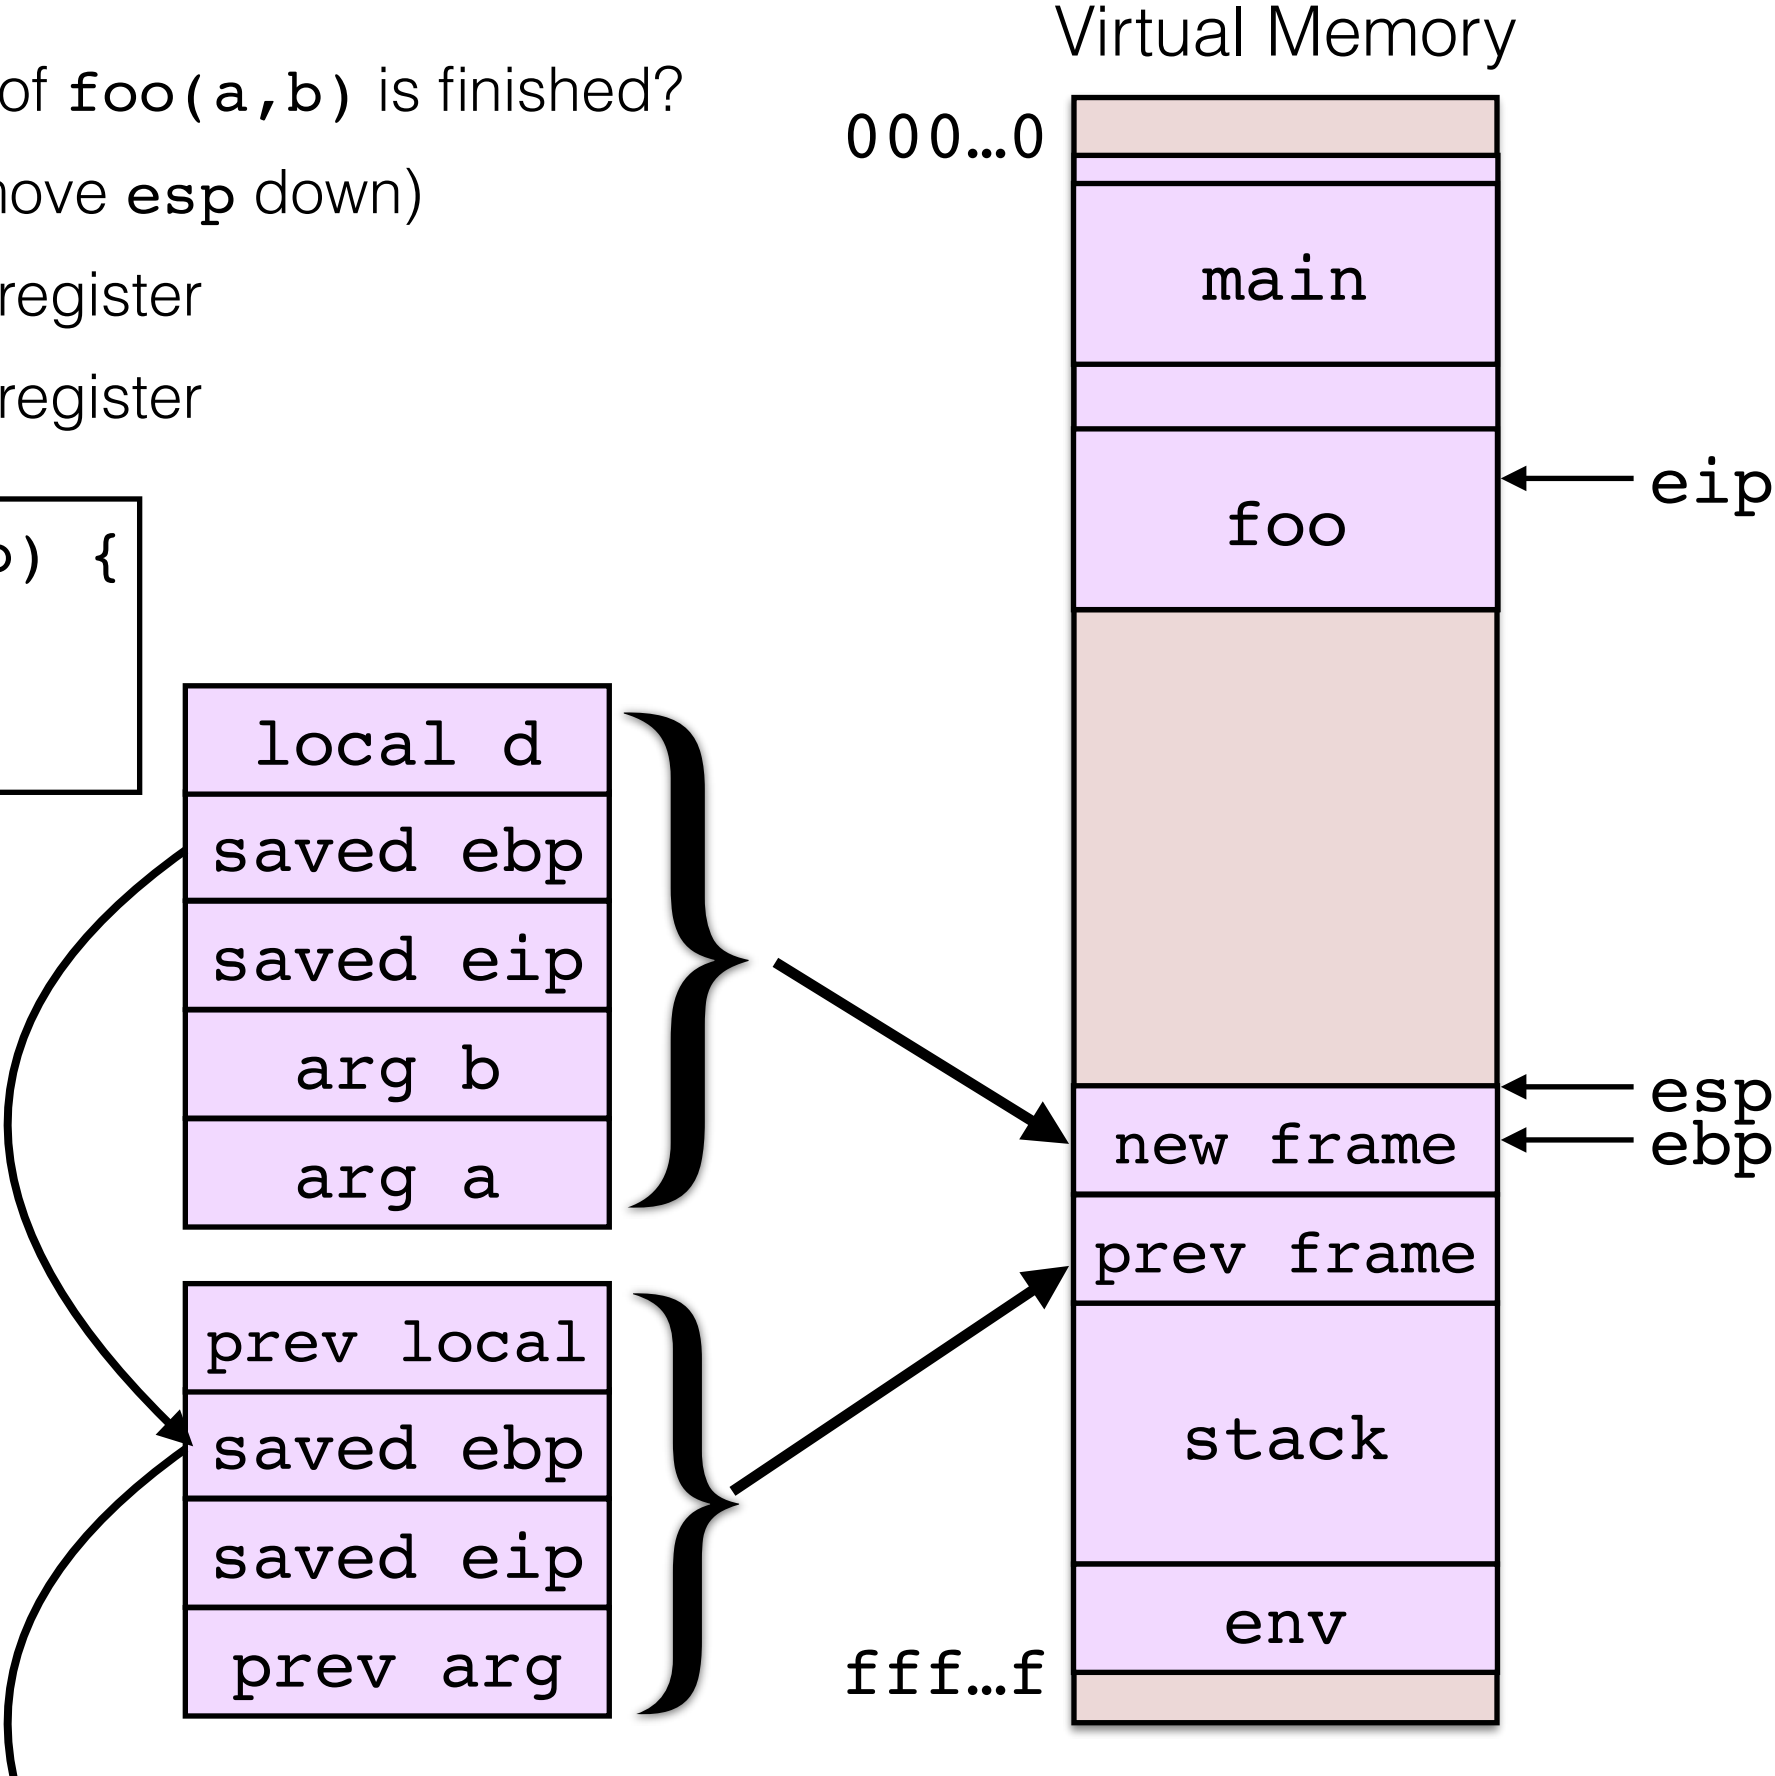 Virtual Memory
of foo(a,b) is finished?
000…0
move esp down)
register
main
register
eip
foo
) {
local d
saved ebp
saved eip
arg b
arg a
esp
new frame
ebp
prev frame
prev local
saved ebp
saved eip
prev arg
stack
env
fff…f